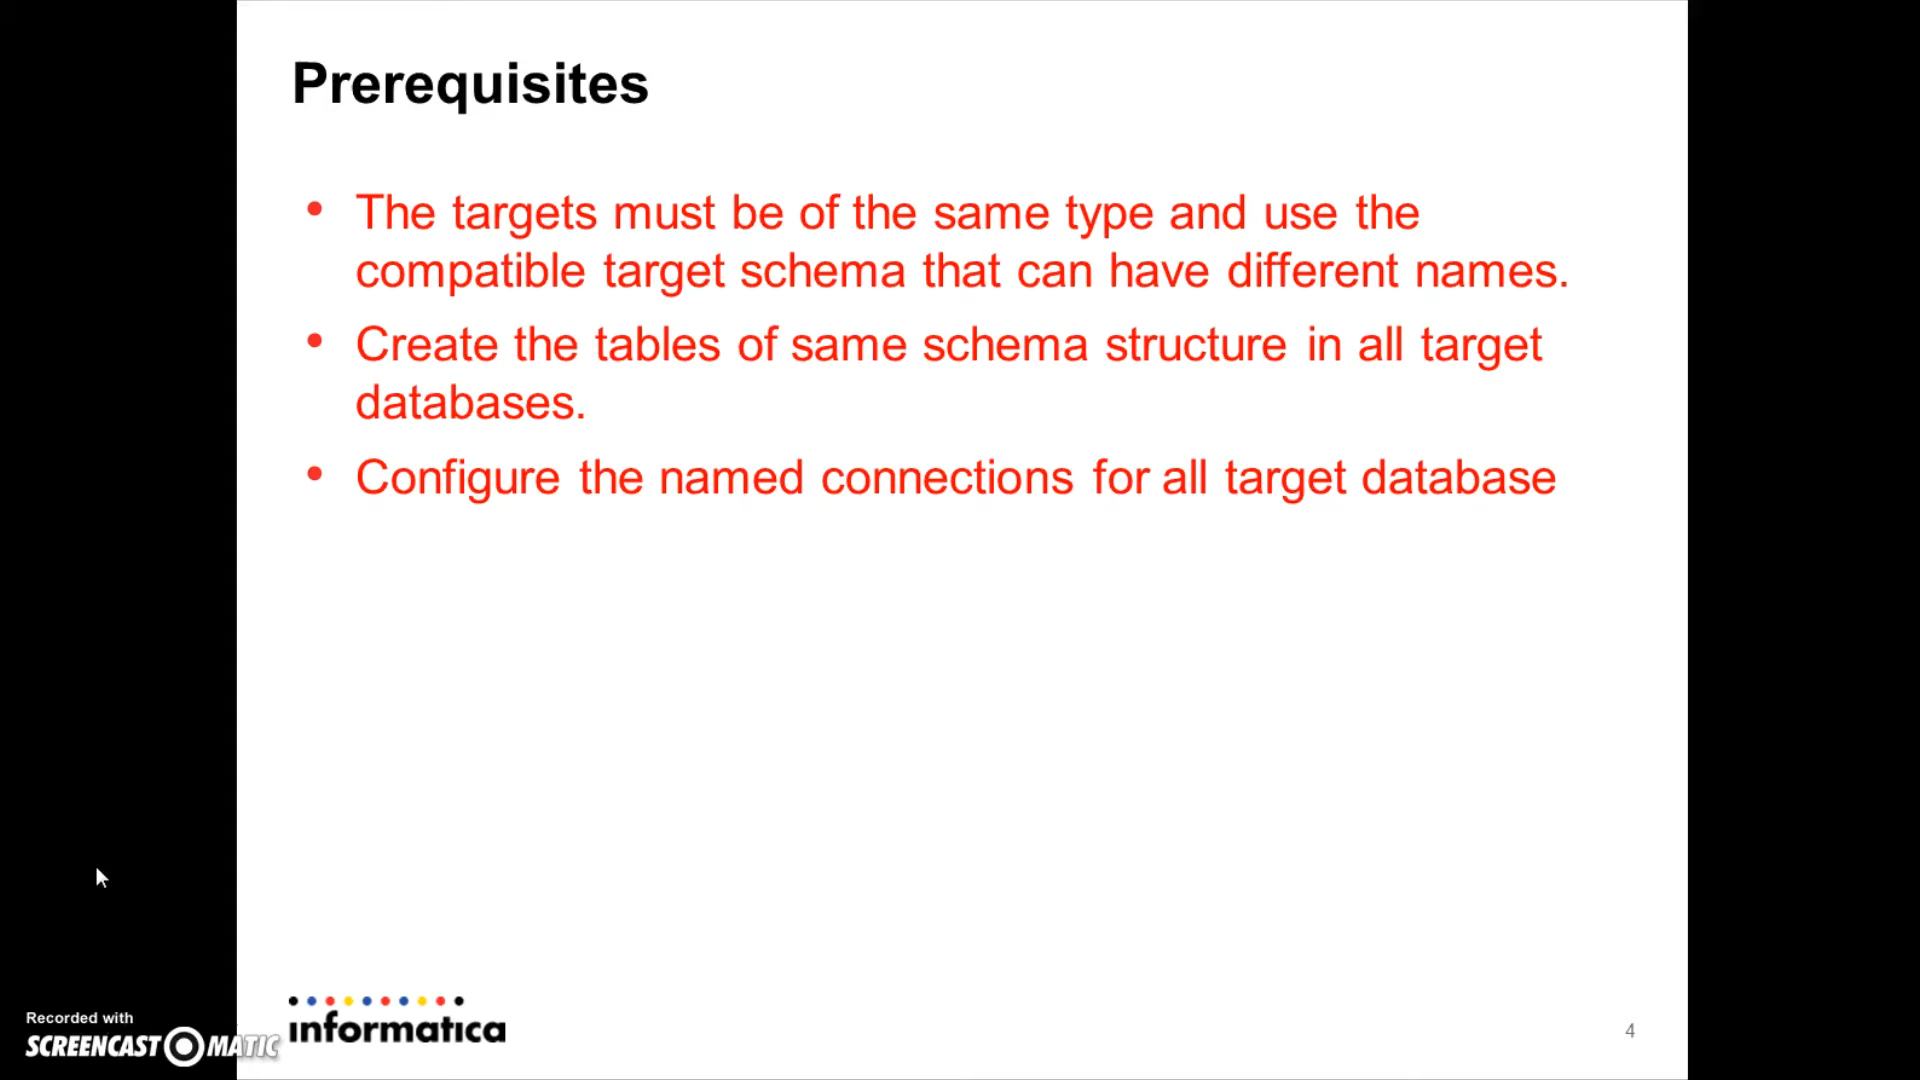 Prerequisites
• The targets must be of the same type and use the
compatible target schema that can have different names.
• Create the tables of same schema structure in all target
databases.
• Configure the named connections for all target database
informatica
4
Recorded with
SCREENCAST MATIC